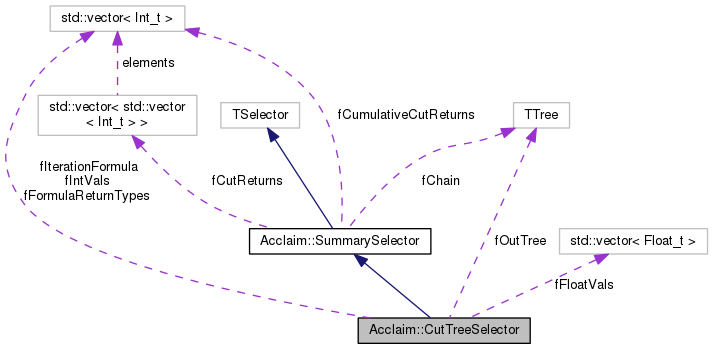 std::vector< Int_t >
elements
std::vector< std::vector
< Int_t > >
TSelector
fCumulativeCutReturns
TTree
fIterationFormula
fIntVals
fFormulaReturnTypes
fCutReturns
fChain
Acclaim::SummarySelector
fOutTree
std::vector< Float_t >
fFloatVals
Acclaim::CutTreeSelector